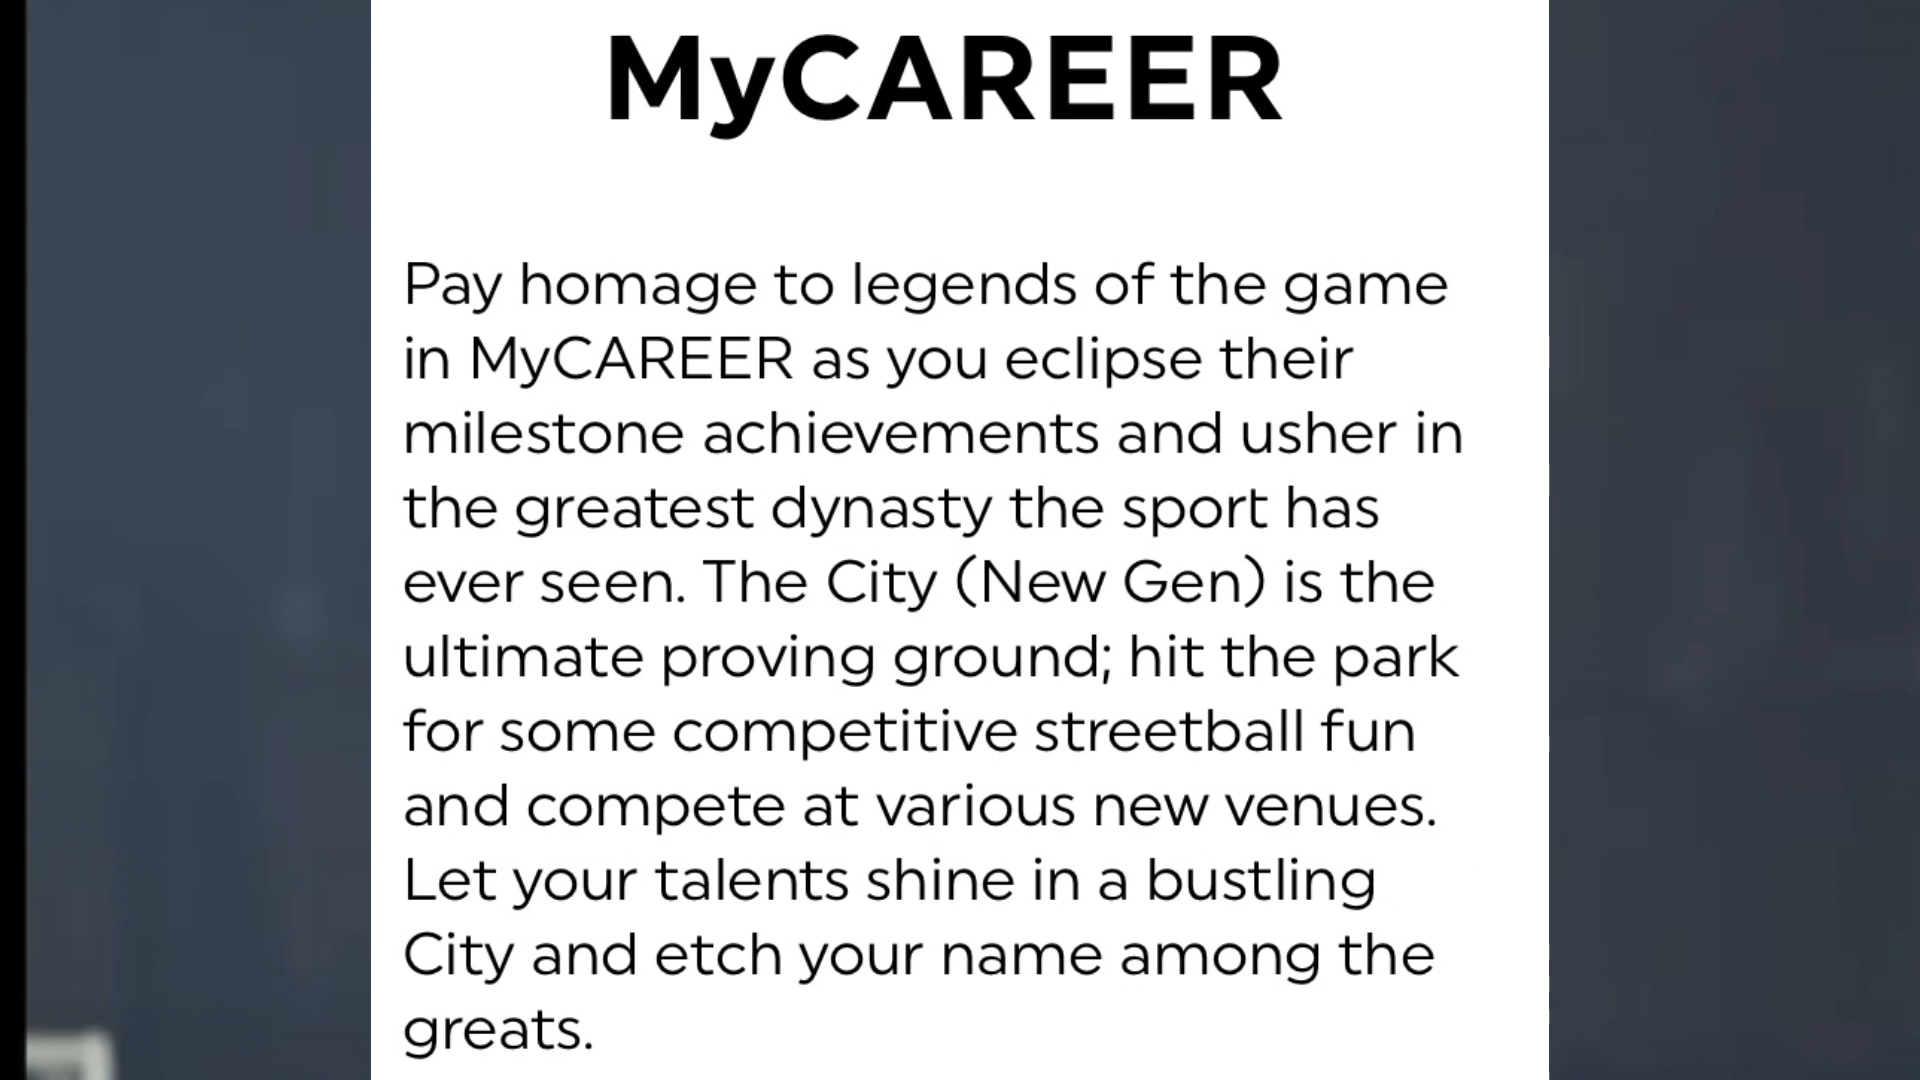 MyCAREER
Pay homage to legends of the game
in MyCAREER as you eclipse their
milestone achievements and usher in
the greatest dynasty the sport has
ever seen. The City (New Gen) is the
ultimate proving ground; hit the park
for some competitive streetball fun
and compete at various new venues.
Let your talents shine in a bustling
City and etch your name among the
greats.